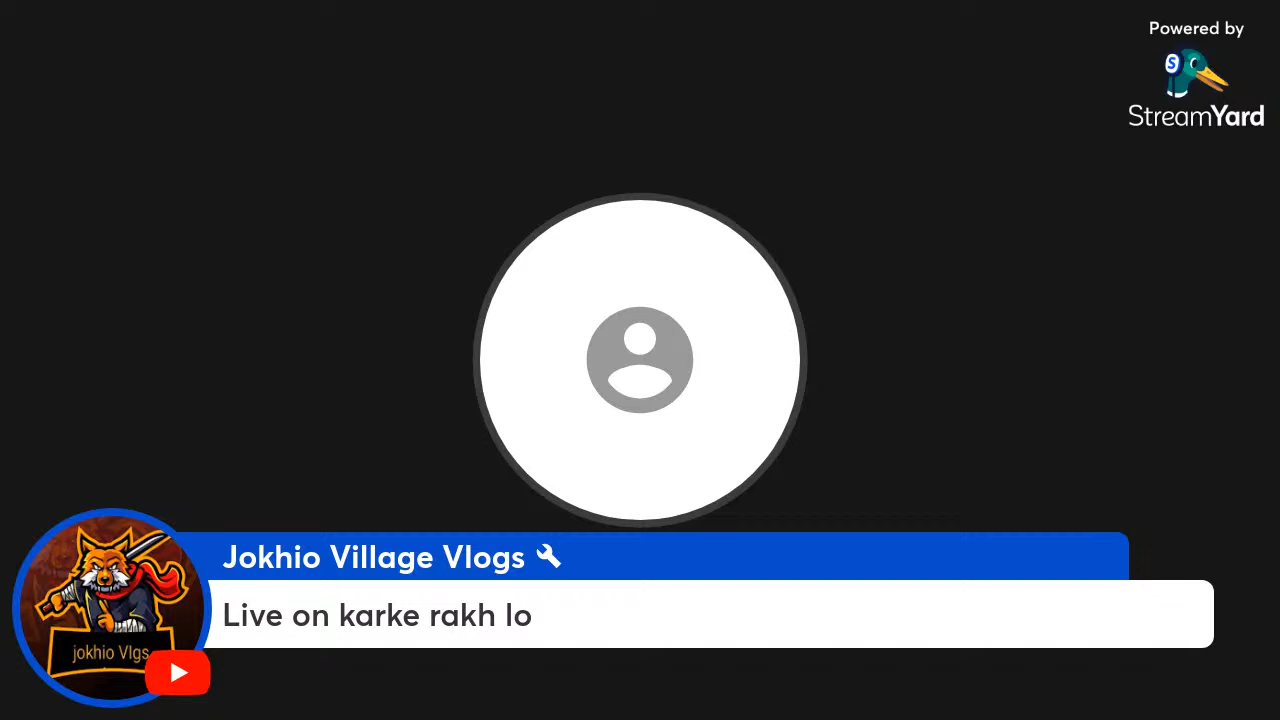 Powered by
StreamYard
Jokhio Village Vlogs
Live on karke rakh lo
jokhio Vlgs